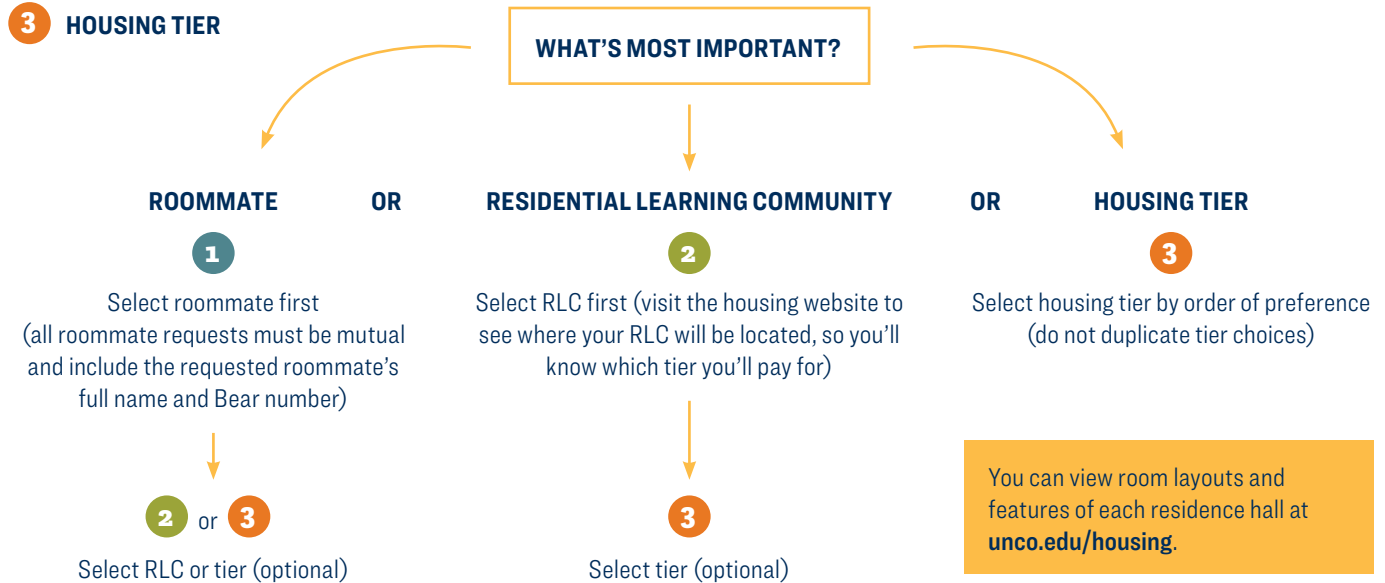 3 HOUSING TIER
WHAT'S MOST IMPORTANT?
ROOMMATE OR RESIDENTIAL LEARNING COMMUNITY OR HOUSING TIER
1
Select roommate first
(all roommate requests must be mutual
and include the requested roommate's
full name and Bear number)
2 or 3
Select RLC or tier (optional)
2
Select RLC first (visit the housing website to
see where your RLC will be located, so you'll
know which tier you'll pay for)
3
Select tier (optional)
3
Select housing tier by order of preference
(do not duplicate tier choices)
You can view room layouts and
features of each residence hall at
unco.edu/housing.